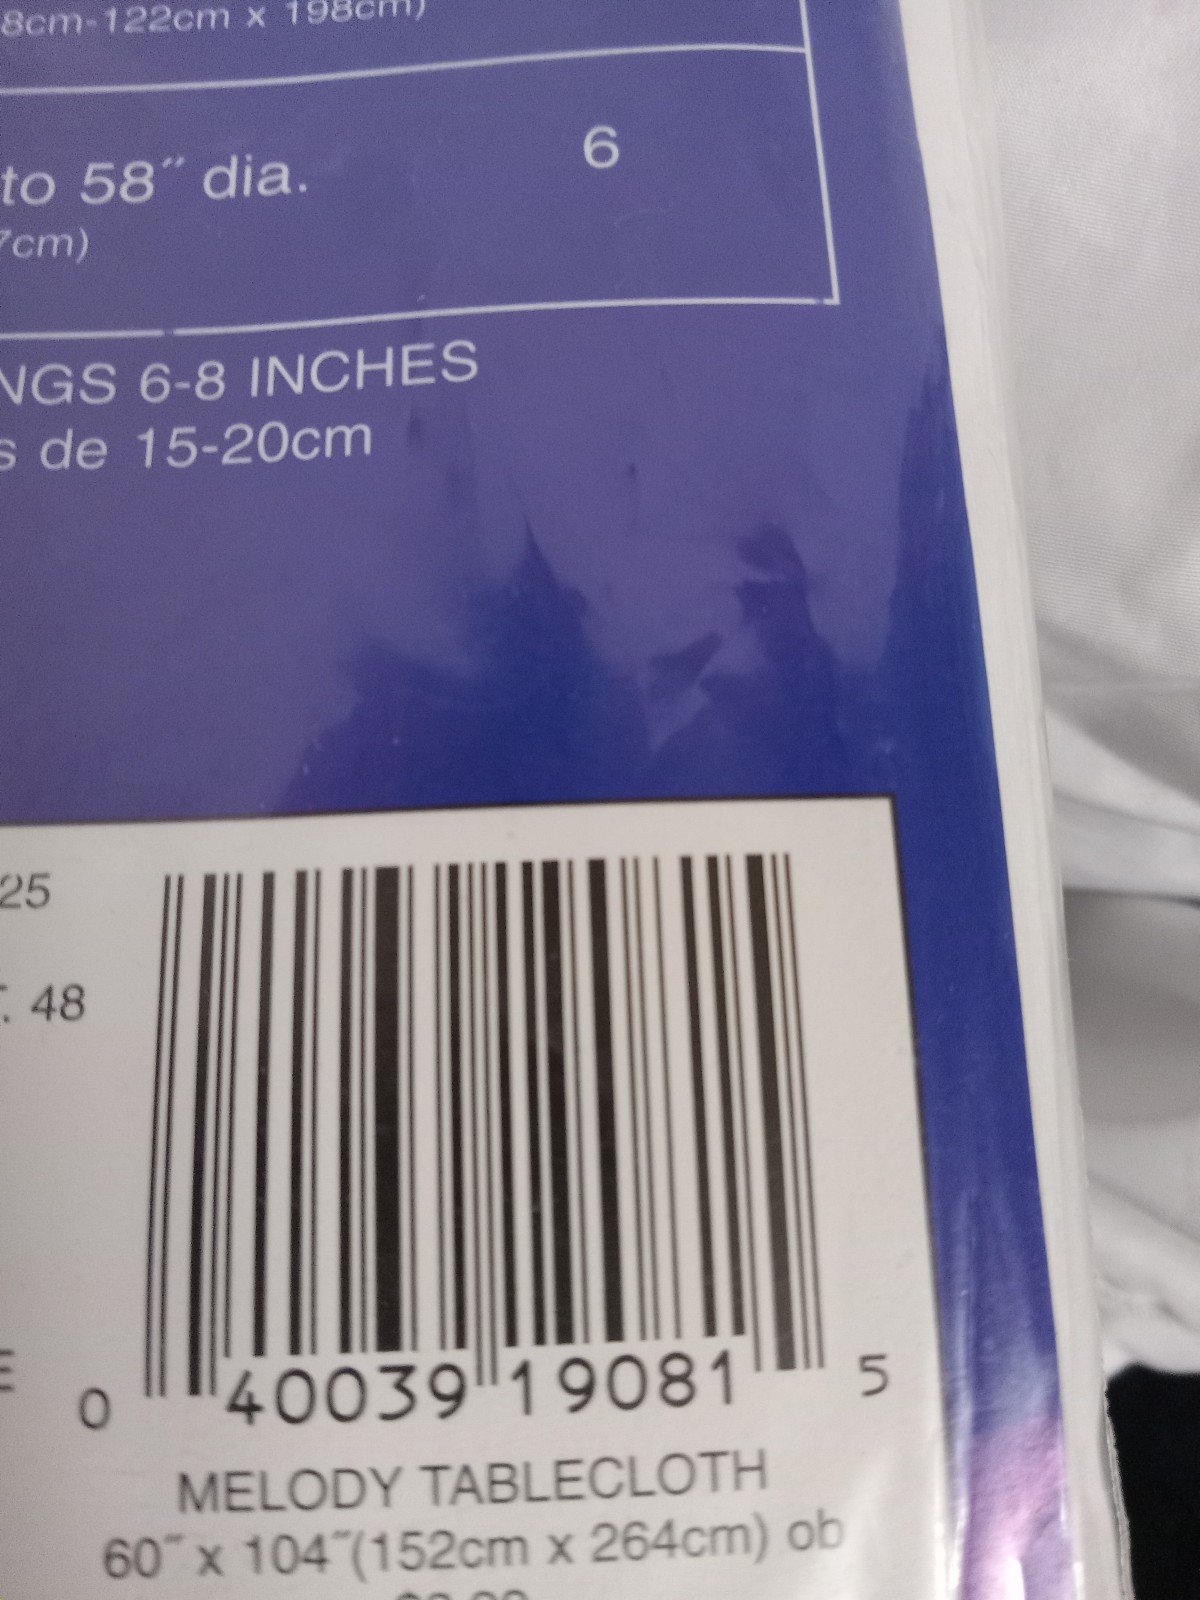 8cm-122cm x 198cm)
to 58″ dia.
6
7cm)
NGS 6-8 INCHES
s de 15-20cm
25
. 48
0 40039 19081 5
MELODY TABLECLOTH
60″ x 104″(152cm x 264cm) ob